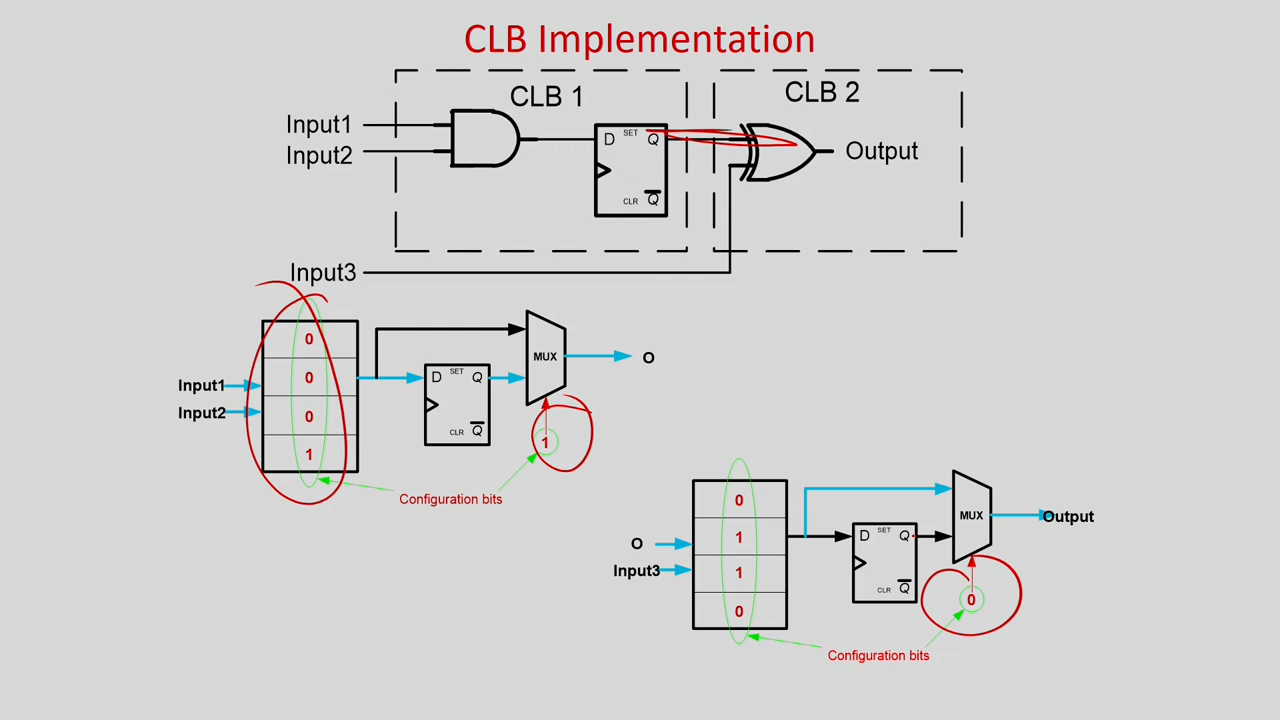 CLB Implementation
CLB 1
CLB 2
Input1
Input2
D SET Q
CLR Q
Output
Input3
0
0
0
1
Input1
Input2
D SET Q
CLR Q
MUX
O
1
Configuration bits
0
1
1
0
O
Input3
D SET Q
CLR Q
MUX
Output
0
Configuration bits